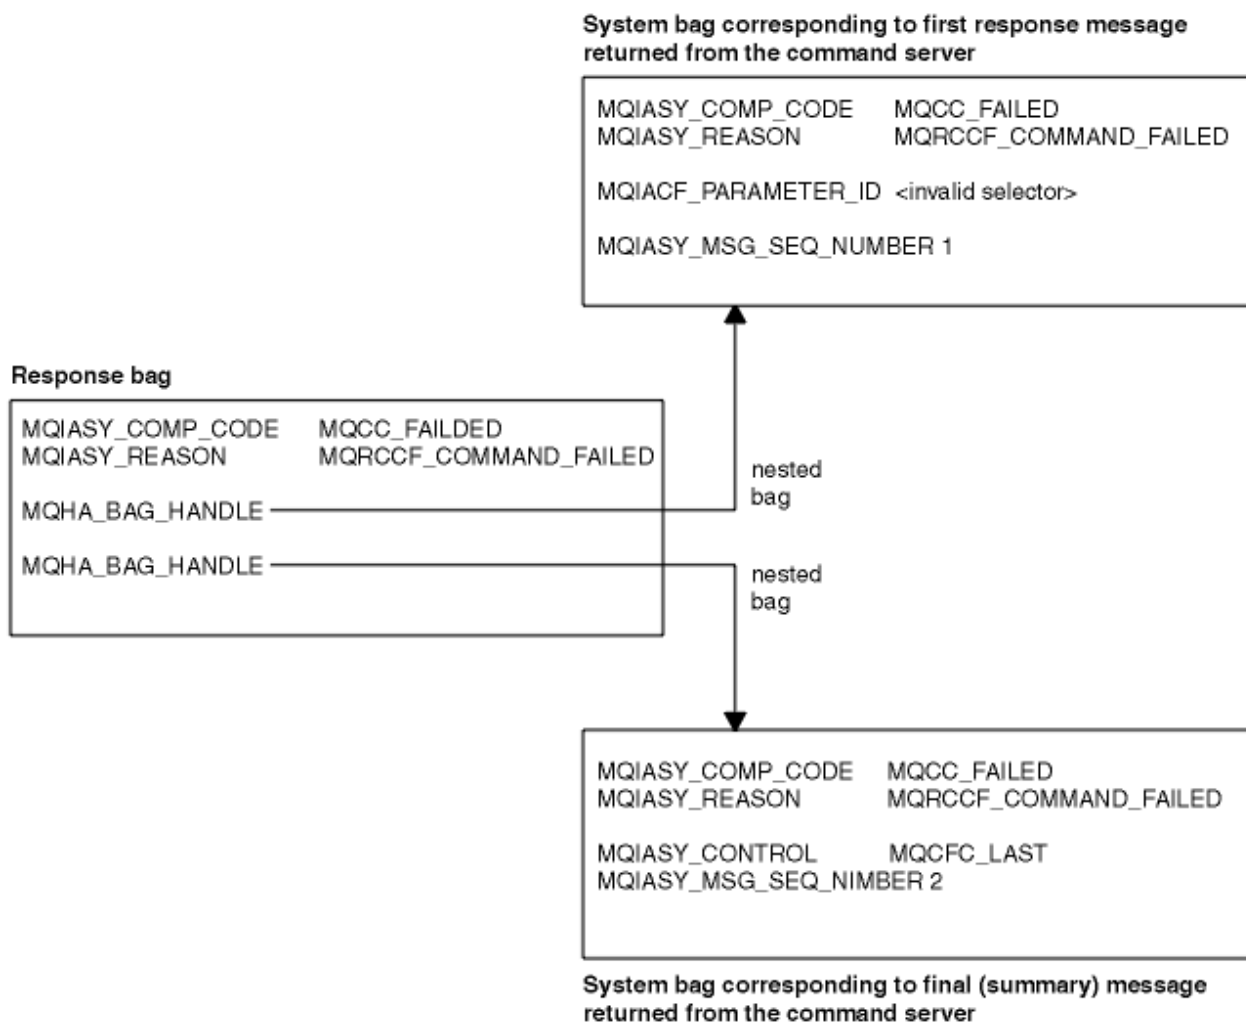 System bag corresponding to first response message
returned from the command server
MQIASY_COMP_CODE MQCC_FAILED
MQIASY_REASON MQRCCF_COMMAND_FAILED
MQIACF_PARAMETER_ID <invalid selector>
MQIASY_MSG_SEQ_NUMBER 1
Response bag
MQIASY_COMP_CODE MQCC_FAILDED
MQIASY_REASON MQRCCF_COMMAND_FAILED
MQHA_BAG_HANDLE
nested
bag
MQHA_BAG_HANDLE
nested
bag
MQIASY_COMP_CODE MQCC_FAILED
MQIASY_REASON MQRCCF_COMMAND_FAILED
MQIASY_CONTROL MQCFC_LAST
MQIASY_MSG_SEQ_NIMBER 2
System bag corresponding to final (summary) message
returned from the command server